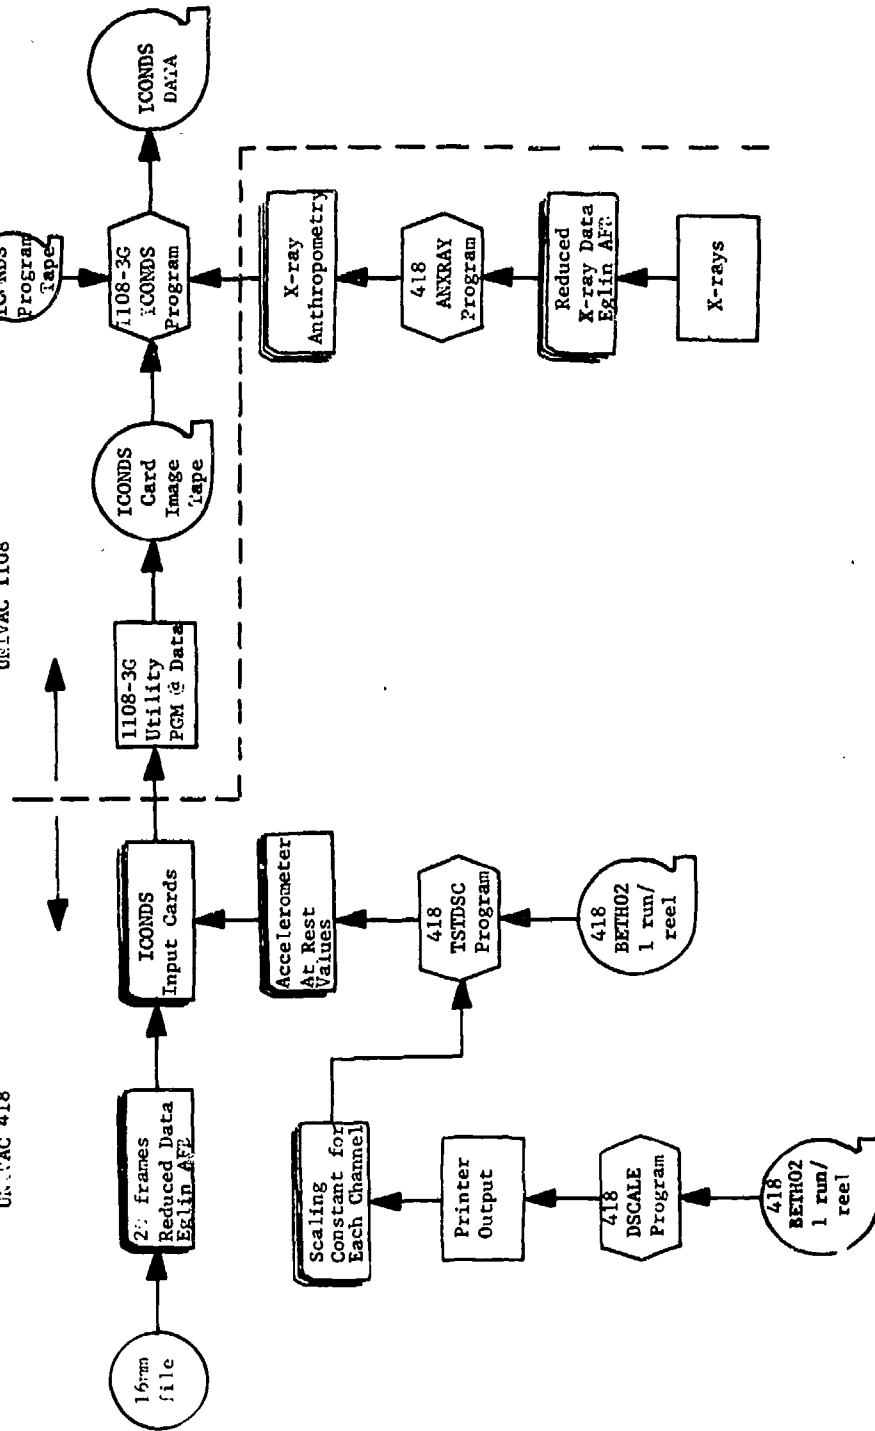 UNIVAC 418
UNIVAC 1108
16mm
file
frames
Reduced Data
Eglin AFB
ICONDS
Input Cards
1108-3G
Utility
PGM @ Data
ICONDS
Card
Image
Tape
ICONDS
Program
Tape
1108-3G
ICONDS
Program
ICONDS
DATA
Accelerometer
At Rest
Values
418
TSTDSC
Program
418
BETH02
1 run/
reel
Scaling
Constant for
Each Channel
Printer
Output
418
DSCALE
Program
418
BETH02
1 run/
reel
X-ray
Anthropometry
418
ANXRAY
Program
Reduced
X-ray Data
Eglin AFB
X-rays